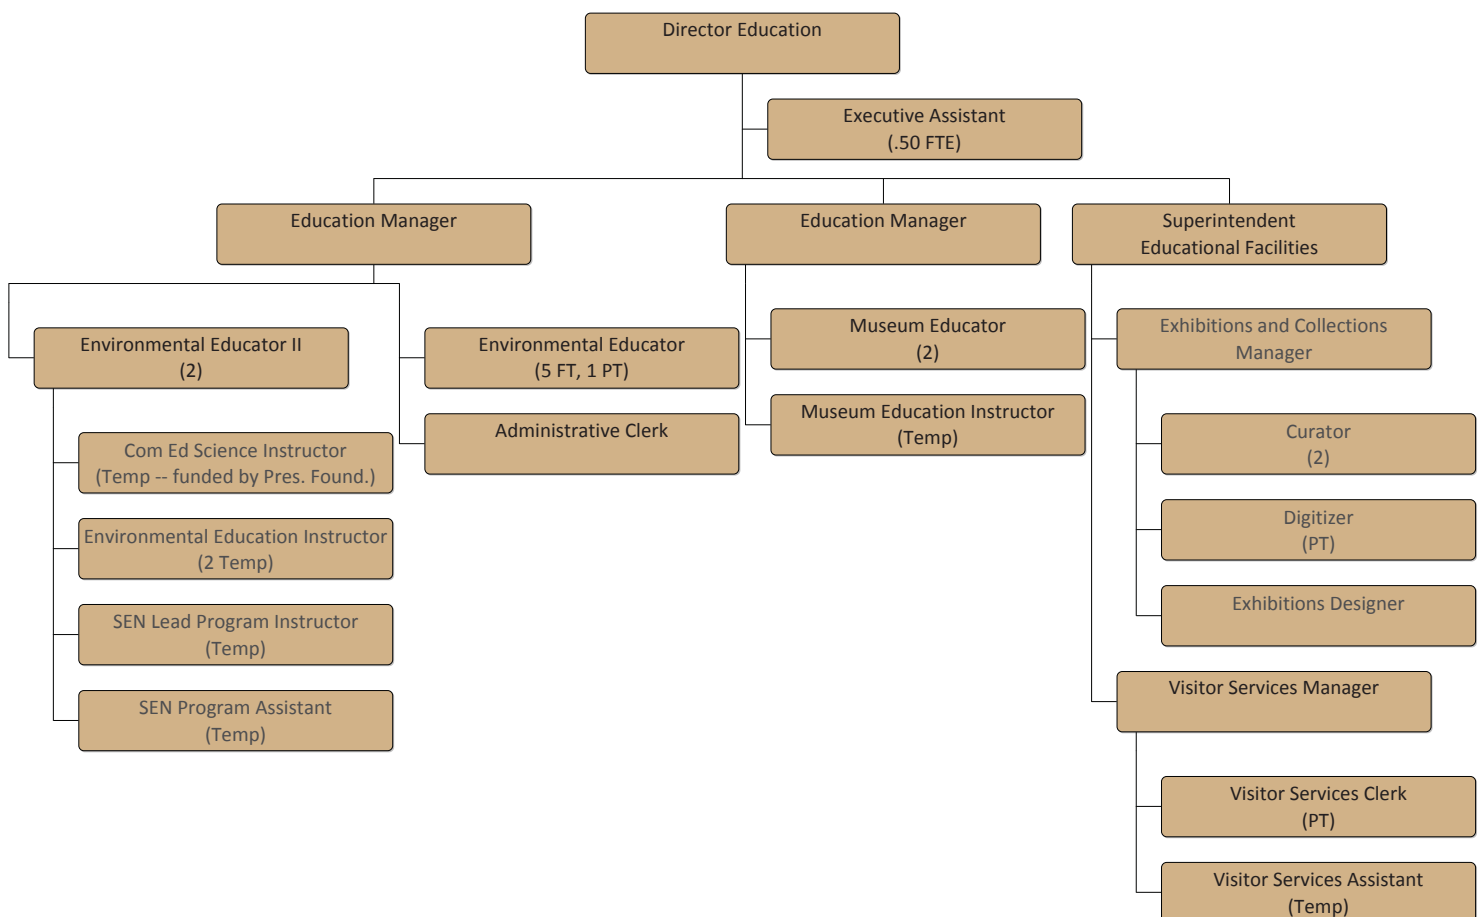 Director Education
Executive Assistant
(.50 FTE)
Education Manager
Education Manager
Superintendent
Educational Facilities
Environmental Educator II
(2)
Environmental Educator
(5 FT, 1 PT)
Administrative Clerk
Com Ed Science Instructor
(Temp -- funded by Pres. Found.)
Environmental Education Instructor
(2 Temp)
SEN Lead Program Instructor
(Temp)
SEN Program Assistant
(Temp)
Museum Educator
(2)
Museum Education Instructor
(Temp)
Exhibitions and Collections
Manager
Curator
(2)
Digitizer
(PT)
Exhibitions Designer
Visitor Services Manager
Visitor Services Clerk
(PT)
Visitor Services Assistant
(Temp)